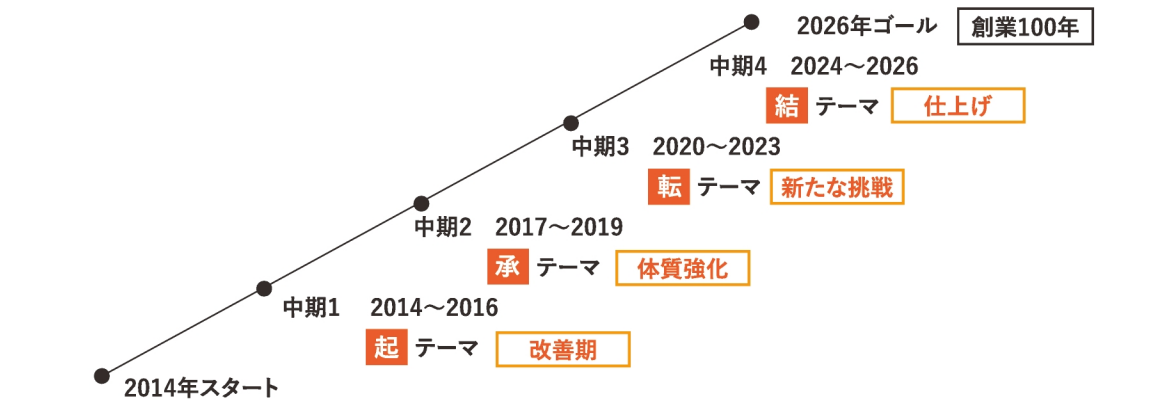 2026年ゴール 創業100年
中期4 2024～2026
結 テーマ 仕上げ
中期3 2020～2023
転 テーマ 新たな挑戦
中期2 2017～2019
承 テーマ 体質強化
中期1 2014～2016
起 テーマ 改善期
2014年スタート